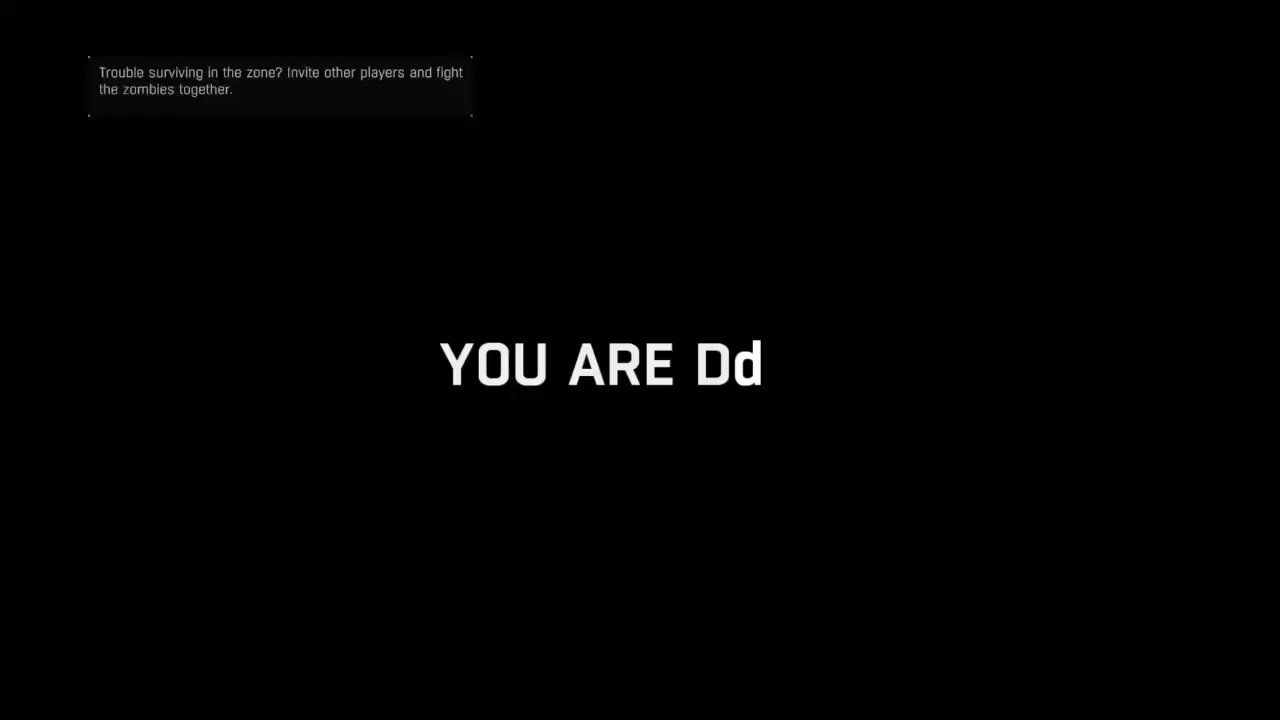 Trouble surviving in the zone? Invite other players and fight
the zombies together.
YOU ARE Dd